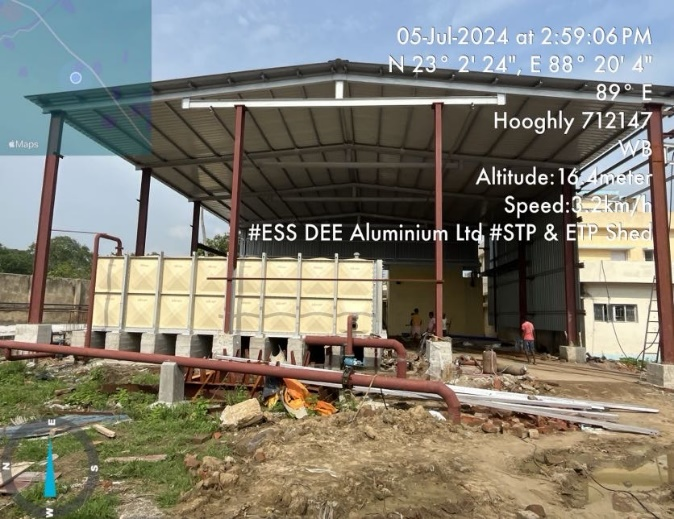 05-Jul-2024 at 2:59:06 PM
N 23° 2' 24", E 88° 20' 4"
89° E
Hooghly 712147
WB
Altitude:16.4meter
Speed:3.2km/h
#ESS DEE Aluminium Ltd #STP & ETP Shed
Maps
N
E
S
W